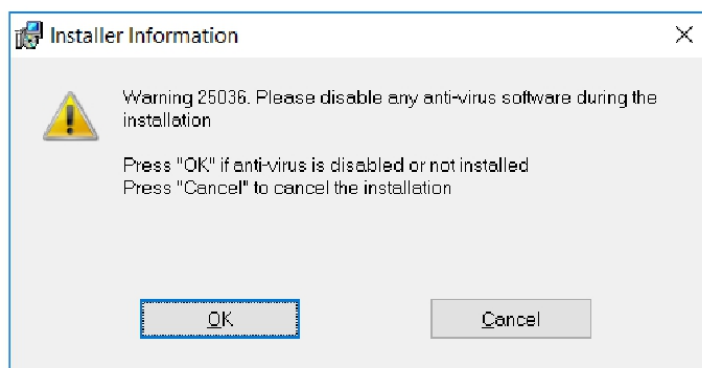 Installer Information
Warning 25036. Please disable any anti-virus software during the
installation
Press "OK" if anti-virus is disabled or not installed
Press "Cancel" to cancel the installation
OK
Cancel